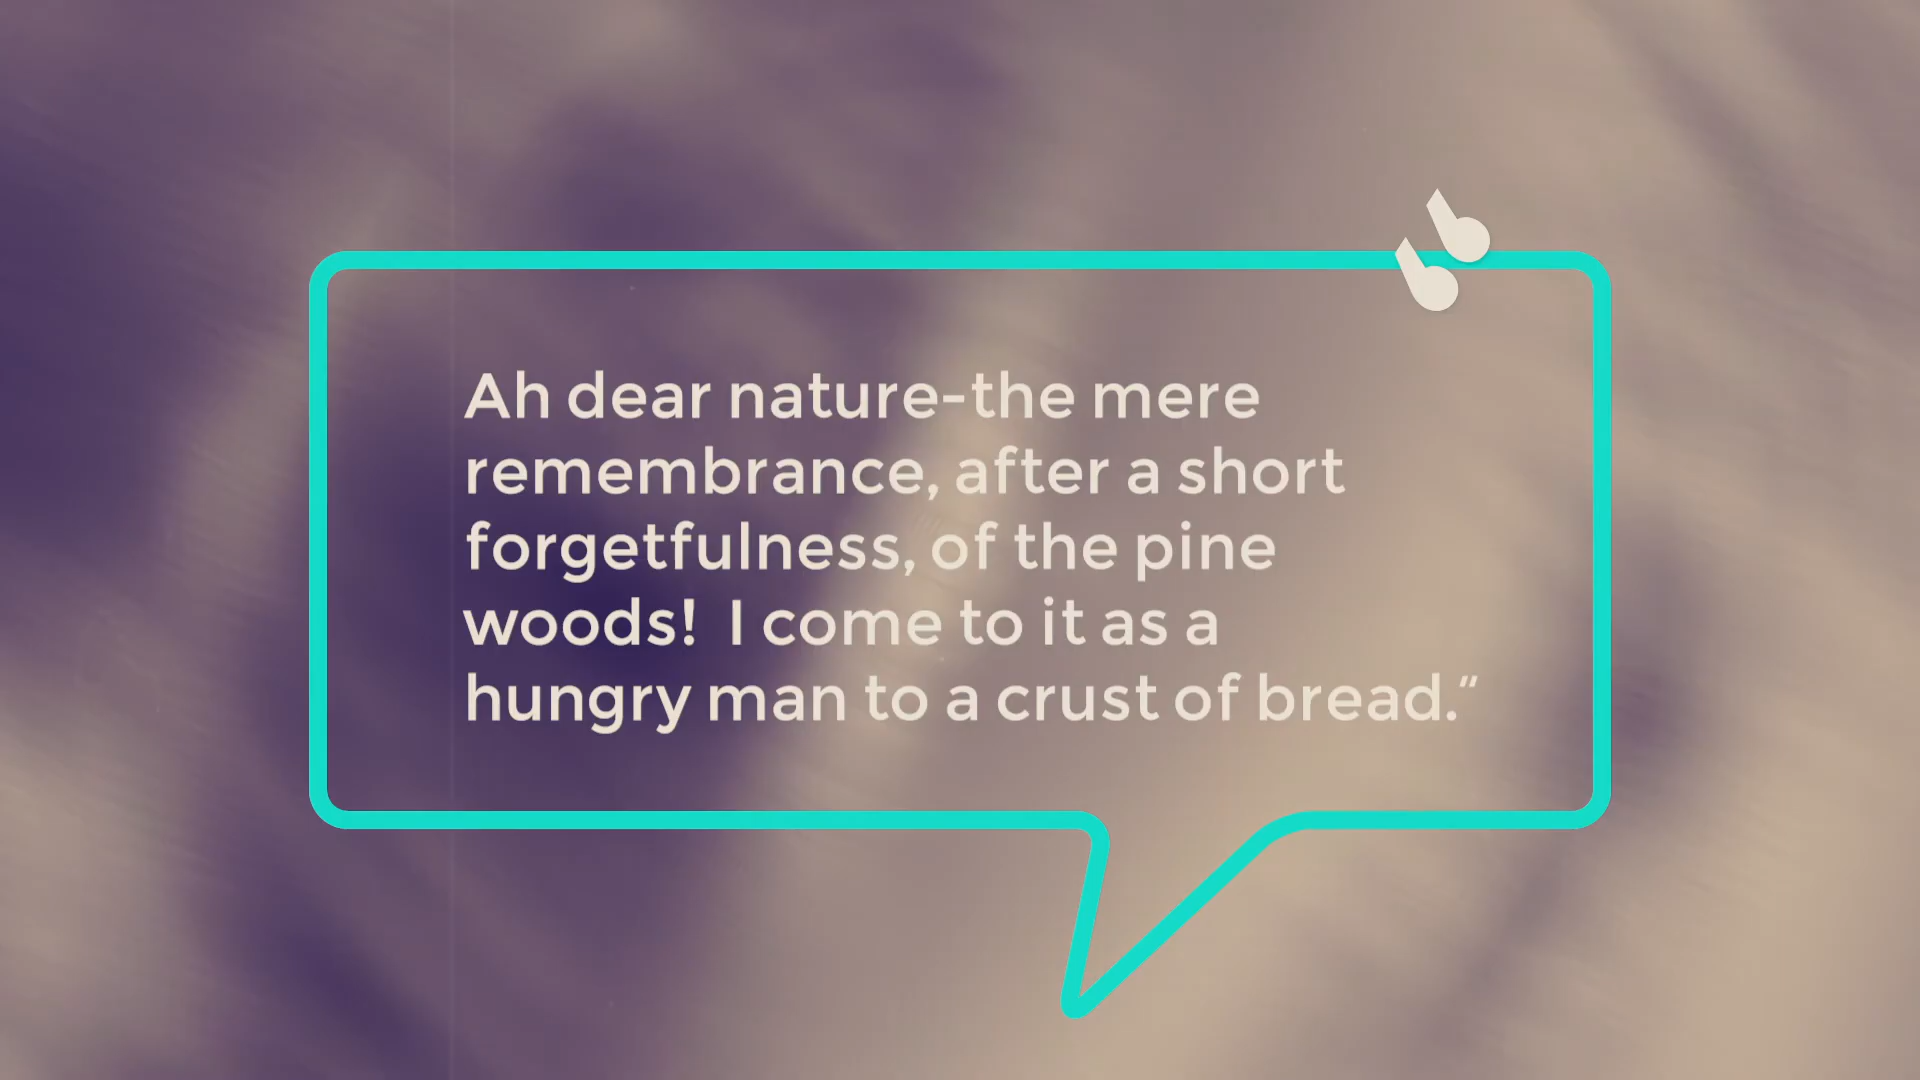 Ah dear nature-the mere
remembrance, after a short
forgetfulness, of the pine
woods!  I come to it as a
hungry man to a crust of bread.”